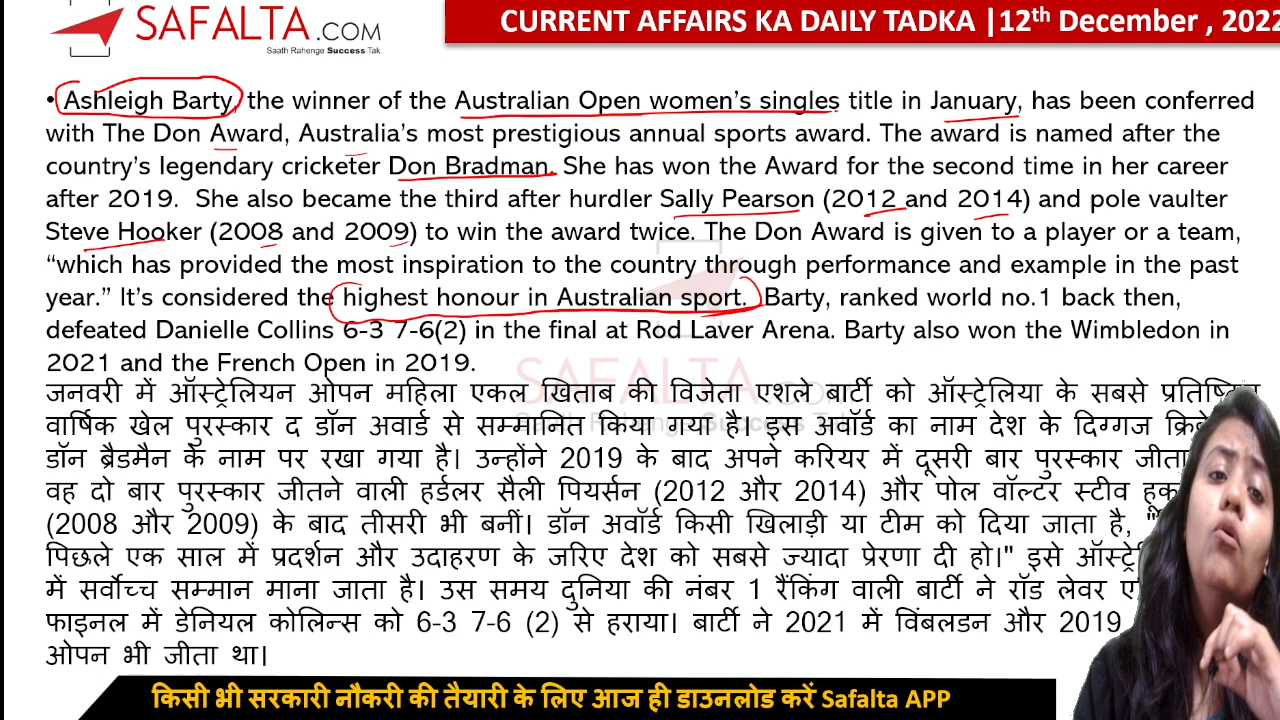 SAFALTA.COM
Saath Rahenge Success Tak
CURRENT AFFAIRS KA DAILY TADKA |12th December , 2022
•Ashleigh Barty, the winner of the Australian Open women's singles title in January, has been conferred
with The Don Award, Australia's most prestigious annual sports award. The award is named after the
country's legendary cricketer Don Bradman. She has won the Award for the second time in her career
after 2019. She also became the third after hurdler Sally Pearson (2012 and 2014) and pole vaulter
Steve Hooker (2008 and 2009) to win the award twice. The Don Award is given to a player or a team,
“which has provided the most inspiration to the country through performance and example in the past
year.” It's considered the highest honour in Australian sport. Barty, ranked world no.1 back then,
defeated Danielle Collins 6-3 7-6(2) in the final at Rod Laver Arena. Barty also won the Wimbledon in
2021 and the French Open in 2019.
जनवरी में ऑस्ट्रेलियन ओपन महिला एकल खिताब की विजेता एशले बार्टी को ऑस्ट्रेलिया के सबसे
वार्षिक खेल पुरस्कार द डॉन अवार्ड से सम्मानित किया गया है। इस अवॉर्ड का नाम देश के दिग्गज
डॉन ब्रैडमैन के नाम पर रखा गया है। उन्होंने 2019 के बाद अपने करियर में दूसरी बार पुरस्कार जीता
वह दो बार पुरस्कार जीतने वाली हर्डलर सैली पियर्सन (2012 और 2014) और पोल वॉल्टर स्टीव
(2008 और 2009) के बाद तीसरी भी बनीं। डॉन अवॉर्ड किसी खिलाड़ी या टीम को दिया जाता है,
पिछले एक साल में प्रदर्शन और उदाहरण के जरिए देश को सबसे ज्यादा प्रेरणा दी हो।" इसे
में सर्वोच्च सम्मान माना जाता है। उस समय दुनिया की नंबर 1 रैंकिंग वाली बार्टी ने रॉड लेवर
फाइनल में डेनियल कोलिन्स को 6-3 7-6 (2) से हराया। बार्टी ने 2021 में विंबलडन और 2019
ओपन भी जीता था।
किसी भी सरकारी नौकरी की तैयारी के लिए आज ही डाउनलोड करें Safalta APP